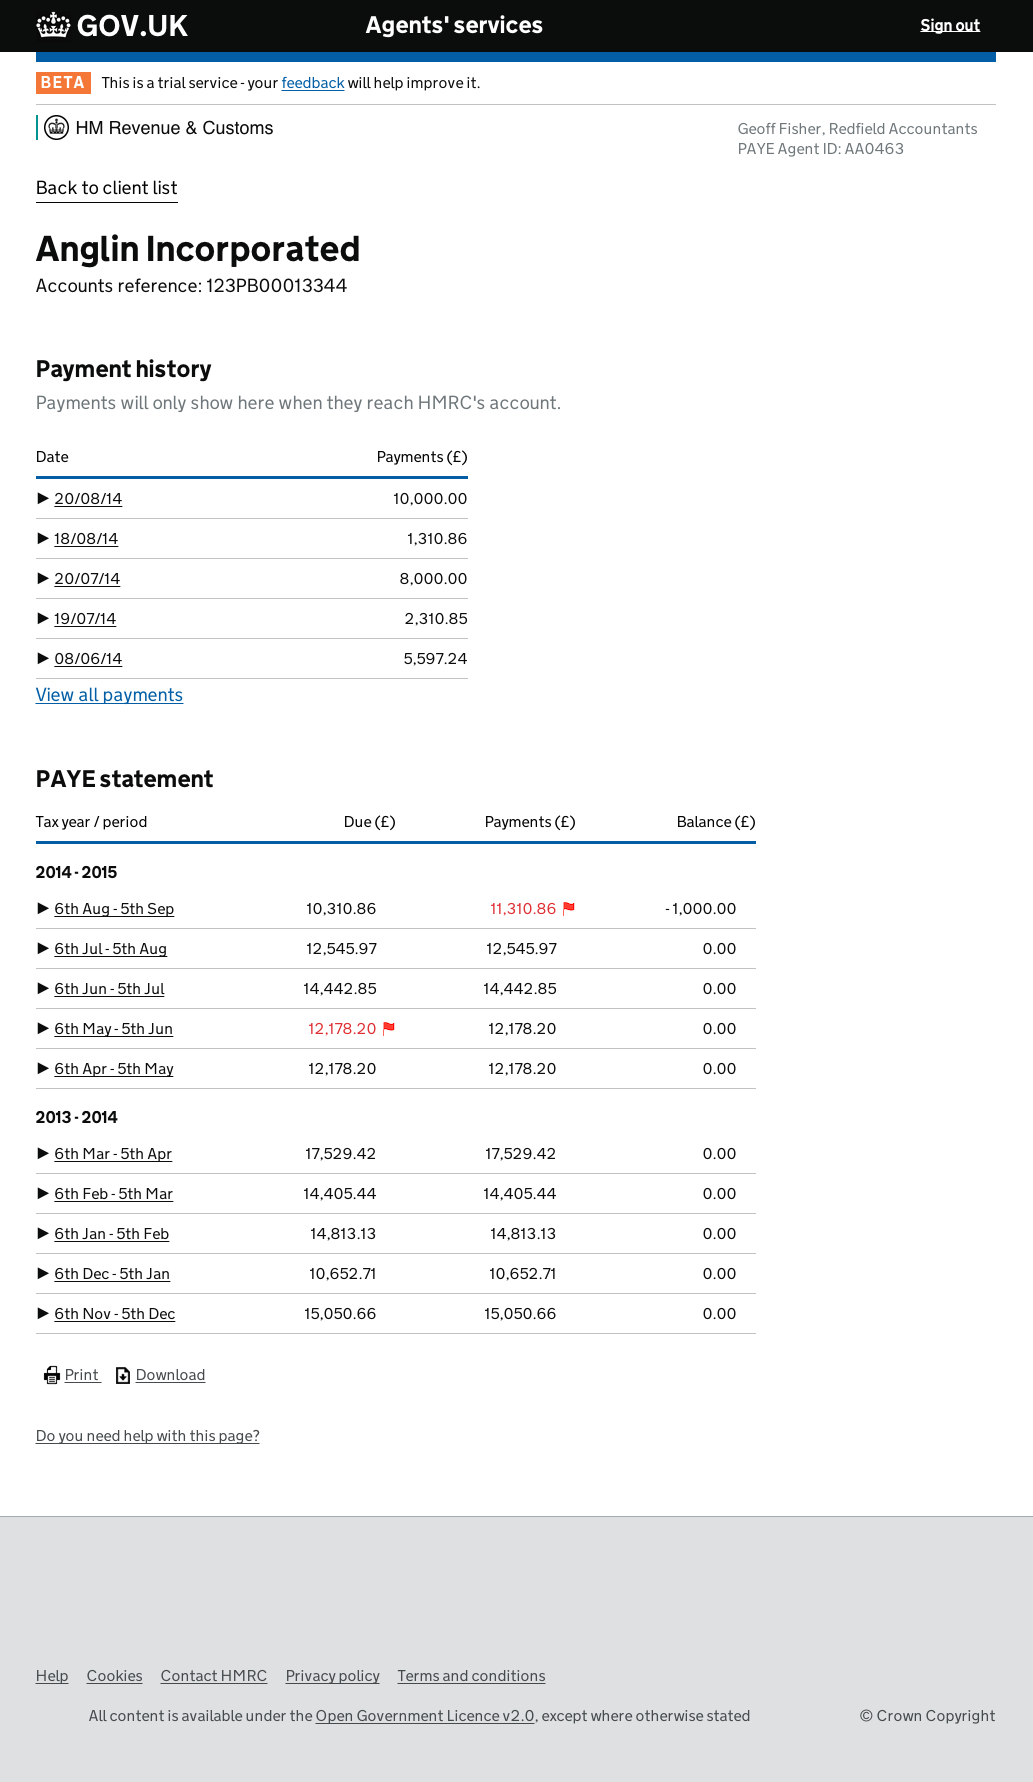 GOV.UK Agents' services Sign out
BETA This is a trial service - your feedback will help improve it.
HM Revenue & Customs
Geoff Fisher, Redfield Accountants
PAYE Agent ID: AA0463
Back to client list
Anglin Incorporated
Accounts reference: 123PB00013344
Payment history
Payments will only show here when they reach HMRC's account.
Date Payments (£)
20/08/14 10,000.00
18/08/14 1,310.86
20/07/14 8,000.00
19/07/14 2,310.85
08/06/14 5,597.24
View all payments
PAYE statement
Tax year / period Due (£) Payments (£) Balance (£)
2014 - 2015
6th Aug - 5th Sep 10,310.86 11,310.86 -1,000.00
6th Jul - 5th Aug 12,545.97 12,545.97 0.00
6th Jun - 5th Jul 14,442.85 14,442.85 0.00
6th May - 5th Jun 12,178.20 12,178.20 0.00
6th Apr - 5th May 12,178.20 12,178.20 0.00
2013 - 2014
6th Mar - 5th Apr 17,529.42 17,529.42 0.00
6th Feb - 5th Mar 14,405.44 14,405.44 0.00
6th Jan - 5th Feb 14,813.13 14,813.13 0.00
6th Dec - 5th Jan 10,652.71 10,652.71 0.00
6th Nov - 5th Dec 15,050.66 15,050.66 0.00
Print Download
Do you need help with this page?
Help Cookies Contact HMRC Privacy policy Terms and conditions
All content is available under the Open Government Licence v2.0, except where otherwise stated © Crown Copyright